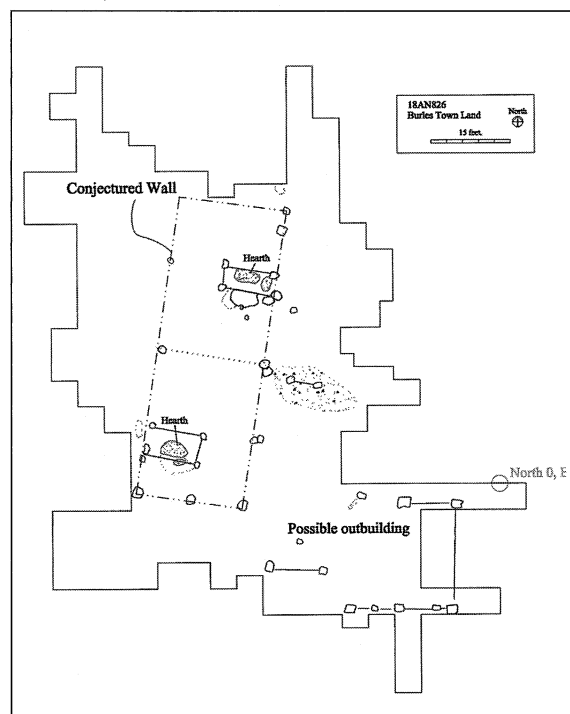 18AN826
Burles Town Land
North
15 feet.
Conjectured Wall
Hearth
Hearth
North 0, E
Possible outbuilding